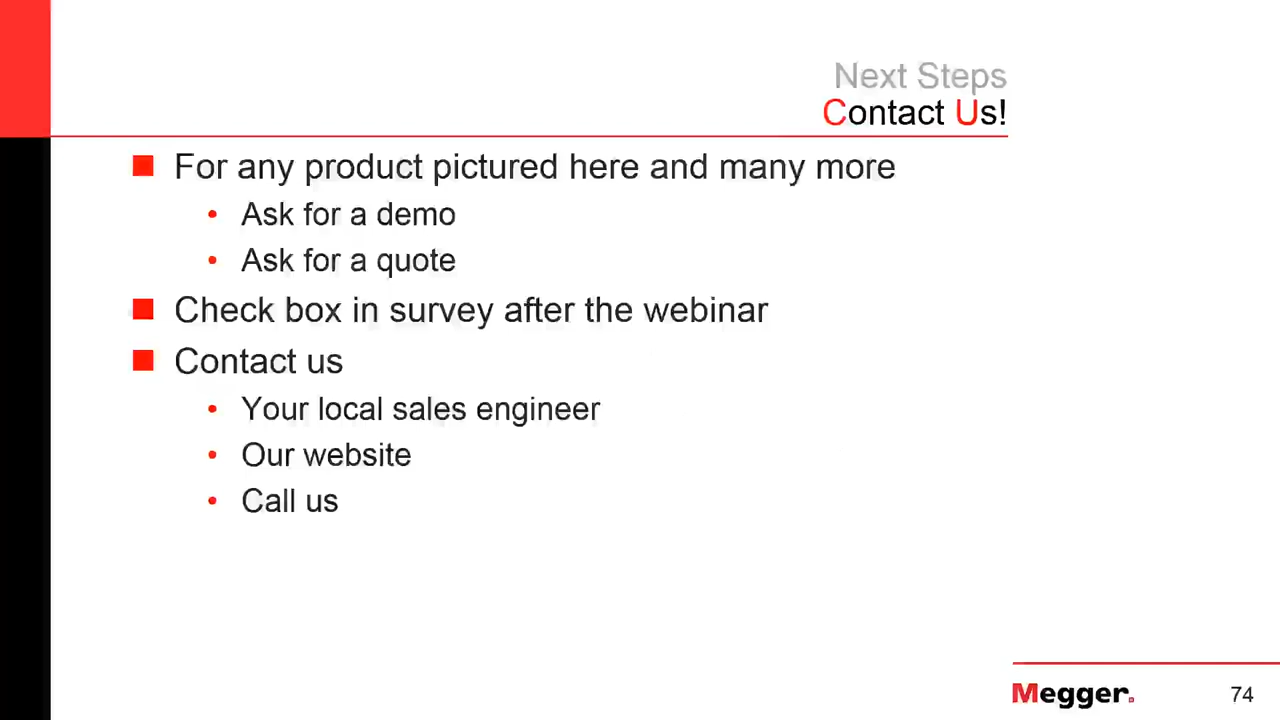 Next Steps
Contact Us!
For any product pictured here and many more
• Ask for a demo
• Ask for a quote
Check box in survey after the webinar
Contact us
• Your local sales engineer
• Our website
• Call us
Megger.
74